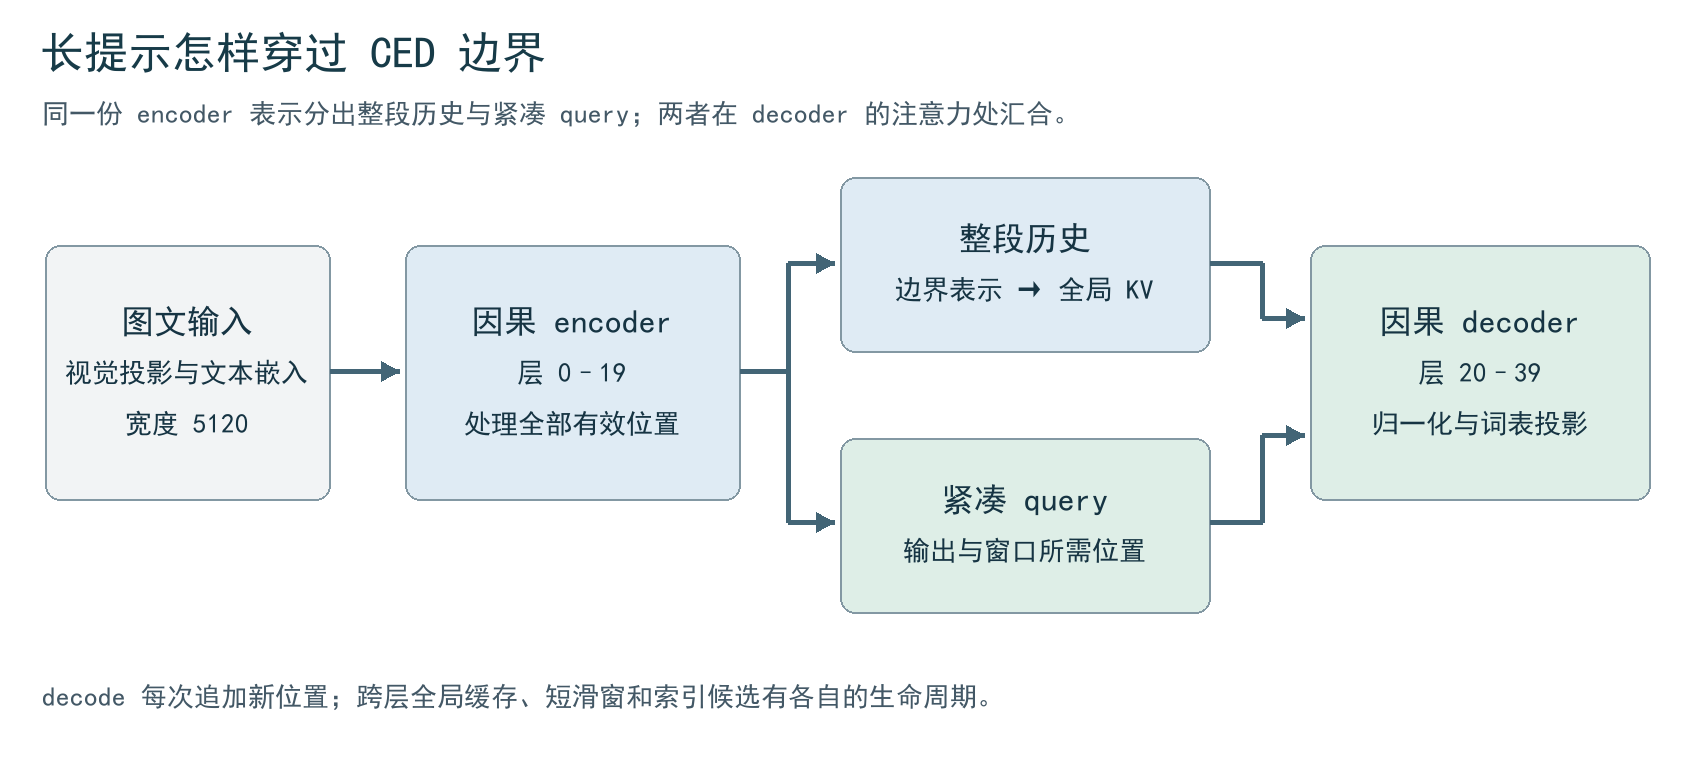 长提示怎样穿过 CED 边界
同一份 encoder 表示分出整段历史与紧凑 query；两者在 decoder 的注意力处汇合。
图文输入
视觉投影与文本嵌入
宽度 5120
因果 encoder
层 0–19
处理全部有效位置
整段历史
边界表示 → 全局 KV
紧凑 query
输出与窗口所需位置
因果 decoder
层 20–39
归一化与词表投影
decode 每次追加新位置；跨层全局缓存、短滑窗和索引候选有各自的生命周期。